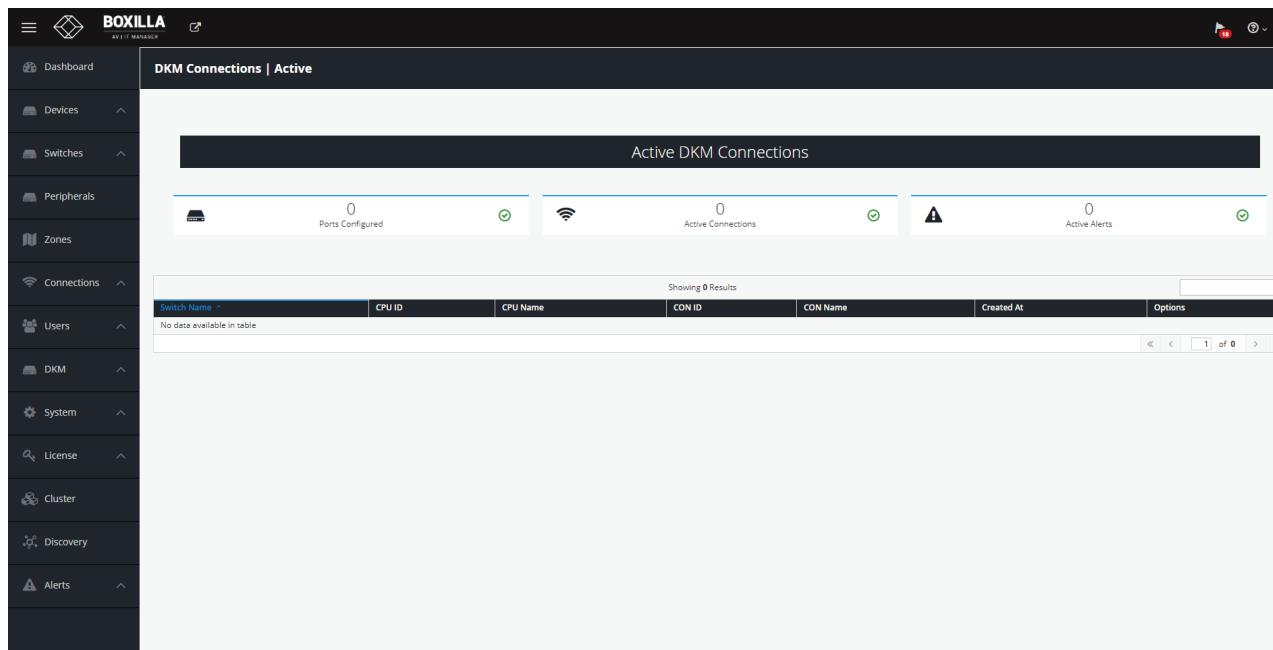 BOXILLA
AV | IT MANAGER
18
Dashboard
DKM Connections | Active
Devices
Switches
Peripherals
Zones
Connections
Users
DKM
System
License
Cluster
Discovery
Alerts
Active DKM Connections
0
Ports Configured
0
Active Connections
0
Active Alerts
Showing 0 Results
Switch Name CPU ID CPU Name CON ID CON Name Created At Options
No data available in table
« < 1 of 0 >